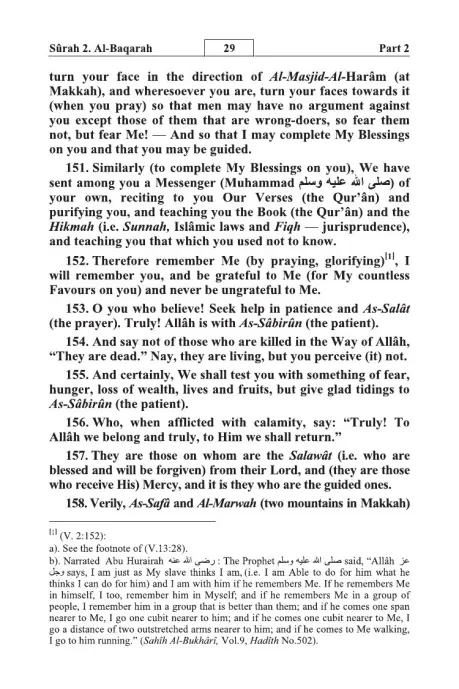 Sûrah 2. Al-Baqarah 29 Part 2
turn your face in the direction of Al-Masjid-Al-Harâm (at
Makkah), and wheresoever you are, turn your faces towards it
(when you pray) so that men may have no argument against
you except those of them that are wrong-doers, so fear them
not, but fear Me! — And so that I may complete My Blessings
on you and that you may be guided.
151. Similarly (to complete My Blessings on you), We have
sent among you a Messenger (Muhammad صلى الله عليه وسلم) of
your own, reciting to you Our Verses (the Qur’ân) and
purifying you, and teaching you the Book (the Qur’ân) and the
Hikmah (i.e. Sunnah, Islâmic laws and Fiqh — jurisprudence),
and teaching you that which you used not to know.
152. Therefore remember Me (by praying, glorifying)[1], I
will remember you, and be grateful to Me (for My countless
Favours on you) and never be ungrateful to Me.
153. O you who believe! Seek help in patience and As-Salât
(the prayer). Truly! Allâh is with As-Sâbirûn (the patient).
154. And say not of those who are killed in the Way of Allâh,
“They are dead.” Nay, they are living, but you perceive (it) not.
155. And certainly, We shall test you with something of fear,
hunger, loss of wealth, lives and fruits, but give glad tidings to
As-Sâbirûn (the patient).
156. Who, when afflicted with calamity, say: “Truly! To
Allâh we belong and truly, to Him we shall return.”
157. They are those on whom are the Salawât (i.e. who are
blessed and will be forgiven) from their Lord, and (they are those
who receive His) Mercy, and it is they who are the guided ones.
158. Verily, As-Safâ and Al-Marwah (two mountains in Makkah)
[1] (V. 2:152):
a). See the footnote of (V.13:28).
b). Narrated Abu Hurairah رضى الله عنه : The Prophet صلى الله عليه وسلم said, “Allâh عز
وجل says, I am just as My slave thinks I am, (i.e. I am Able to do for him what he
thinks I can do for him) and I am with him if he remembers Me. If he remembers Me
in himself, I too, remember him in Myself; and if he remembers Me in a group of
people, I remember him in a group that is better than them; and if he comes one span
nearer to Me, I go one cubit nearer to him; and if he comes one cubit nearer to Me, I
go a distance of two outstretched arms nearer to him; and if he comes to Me walking,
I go to him running.” (Sahîh Al-Bukhârî, Vol.9, Hadîth No.502).